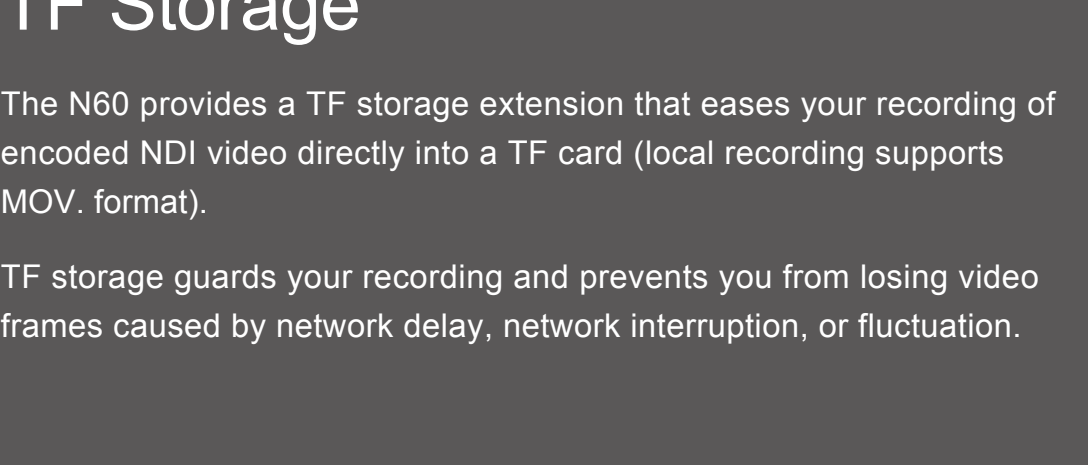 TF Storage
The N60 provides a TF storage extension that eases your recording of
encoded NDI video directly into a TF card (local recording supports
MOV. format).
TF storage guards your recording and prevents you from losing video
frames caused by network delay, network interruption, or fluctuation.